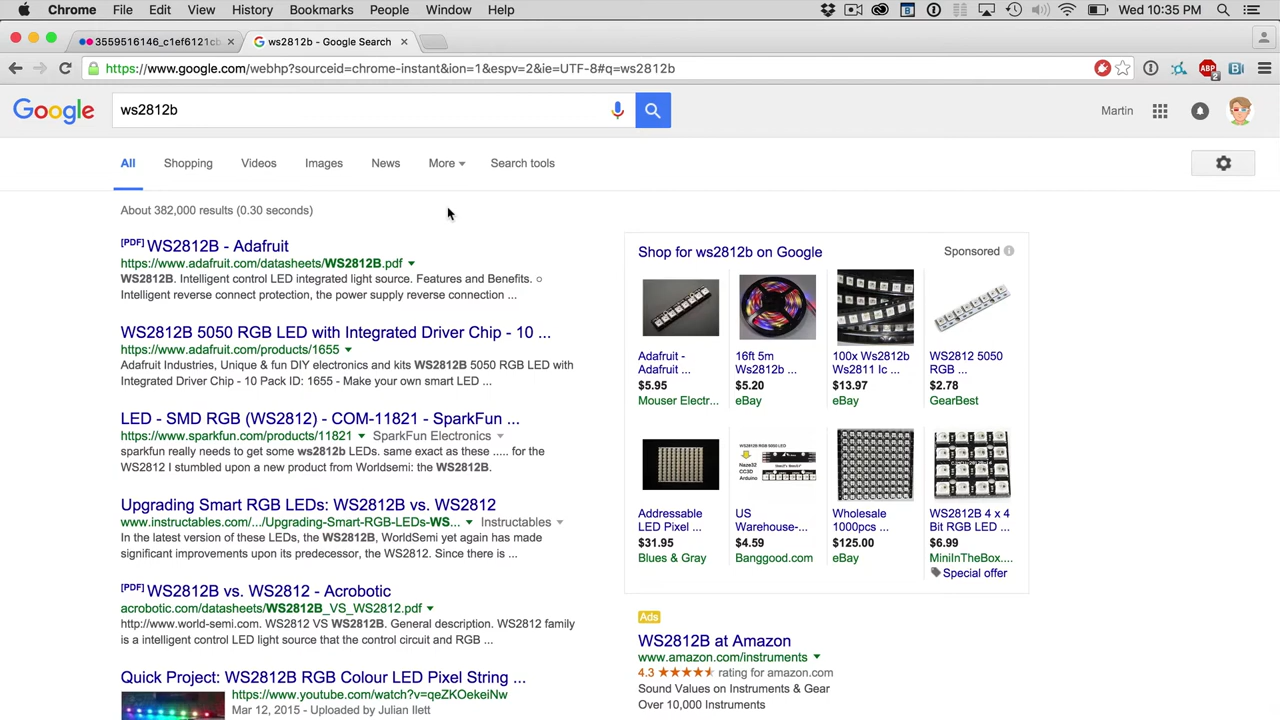 Chrome File Edit View History Bookmarks People Window Help Wed 10:35 PM
3559516146_c1ef6121cb
ws2812b - Google Search
https://www.google.com/webhp?sourceid=chrome-instant&ion=1&espv=2&ie=UTF-8#q=ws2812b
ABP 2
Google
ws2812b
Martin
All Shopping Videos Images News More Search tools
About 382,000 results (0.30 seconds)
[PDF] WS2812B - Adafruit
https://www.adafruit.com/datasheets/WS2812B.pdf
WS2812B. Intelligent control LED integrated light source. Features and Benefits. ○
Intelligent reverse connect protection, the power supply reverse connection ...
WS2812B 5050 RGB LED with Integrated Driver Chip - 10 ...
https://www.adafruit.com/products/1655
Adafruit Industries, Unique & fun DIY electronics and kits WS2812B 5050 RGB LED with
Integrated Driver Chip - 10 Pack ID: 1655 - Make your own smart LED ...
LED - SMD RGB (WS2812) - COM-11821 - SparkFun ...
https://www.sparkfun.com/products/11821 SparkFun Electronics
sparkfun really needs to get some ws2812b LEDs. same exact as these ..... for the
WS2812 I stumbled upon a new product from Worldsemi: the WS2812B.
Upgrading Smart RGB LEDs: WS2812B vs. WS2812
www.instructables.com/.../Upgrading-Smart-RGB-LEDs-WS... Instructables
In the latest version of these LEDs, the WS2812B, WorldSemi yet again has made
significant improvements upon its predecessor, the WS2812. Since there is ...
[PDF] WS2812B vs. WS2812 - Acrobotic
acrobotic.com/datasheets/WS2812B_VS_WS2812.pdf
http://www.world-semi.com. WS2812 VS WS2812B. General description. WS2812 family
is a intelligent control LED light source that the control circuit and RGB ...
Quick Project: WS2812B RGB Colour LED Pixel String ...
https://www.youtube.com/watch?v=qeZKOekeiNw
Mar 12, 2015 - Uploaded by Julian Ilett
Shop for ws2812b on Google Sponsored
Adafruit -
Adafruit ...
$5.95
Mouser Electr...
16ft 5m
Ws2812b ...
$5.20
eBay
100x Ws2812b
Ws2811 Ic ...
$13.97
eBay
WS2812 5050
RGB ...
$2.78
GearBest
Addressable
LED Pixel ...
$31.95
Blues & Gray
WS2812B RGB 5050 LED
Naze32
CC3D
Arduino
US
Warehouse-...
$4.59
Banggood.com
Wholesale
1000pcs ...
$125.00
eBay
WS2812B 4 x 4
Bit RGB LED ...
$6.99
MiniInTheBox....
Special offer
Ads
WS2812B at Amazon
www.amazon.com/instruments
4.3 rating for amazon.com
Sound Values on Instruments & Gear
Over 10,000 Instruments